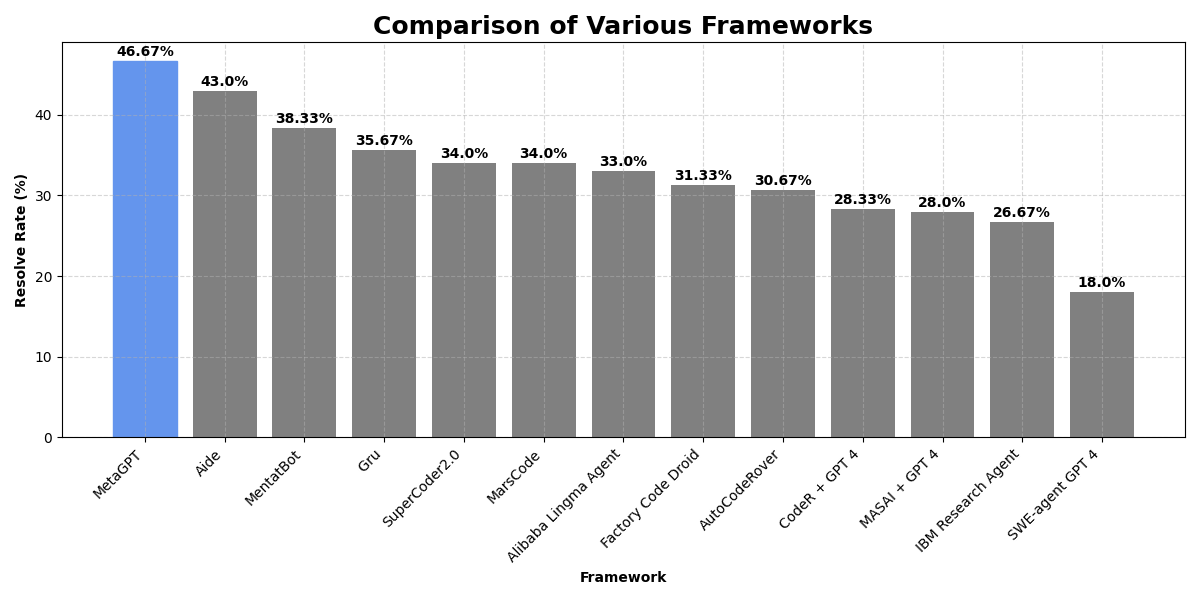 Comparison of Various Frameworks
46.67%
43.0%
38.33%
35.67%
34.0%
34.0%
33.0%
31.33%
30.67%
28.33%
28.0%
26.67%
18.0%
Resolve Rate (%)
40
30
20
10
0
MetaGPT
Aide
MentatBot
Gru
SuperCoder2.0
MarsCode
Alibaba Lingma Agent
Factory Code Droid
AutoCodeRover
CodeR + GPT 4
MASAI + GPT 4
IBM Research Agent
SWE-agent GPT 4
Framework